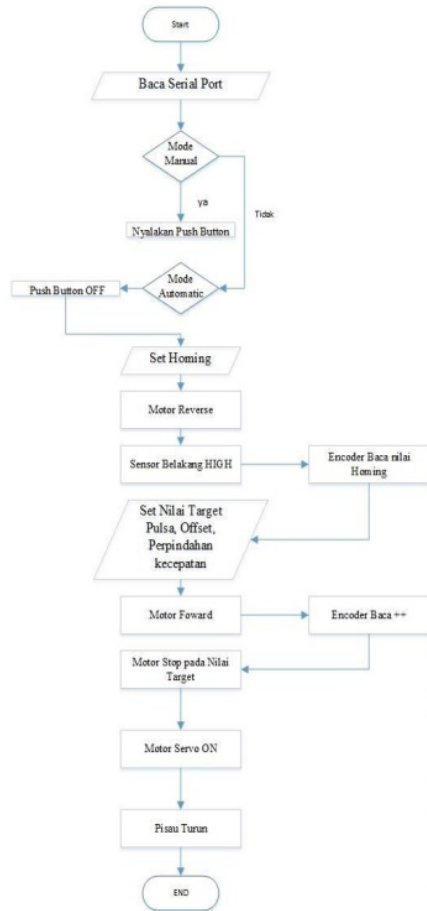 Start
Baca Serial Port
Mode
Manual
ya
Tidak
Nyalakan Push Button
Mode
Automatic
Push Button OFF
Set Homing
Motor Reverse
Sensor Belakang HIGH
Encoder Baca nilai
Homing
Set Nilai Target
Pulsa, Offset,
Perpindahan
kecepatan
Motor Foward
Encoder Baca ++
Motor Stop pada Nilai
Target
Motor Servo ON
Pisau Turun
END